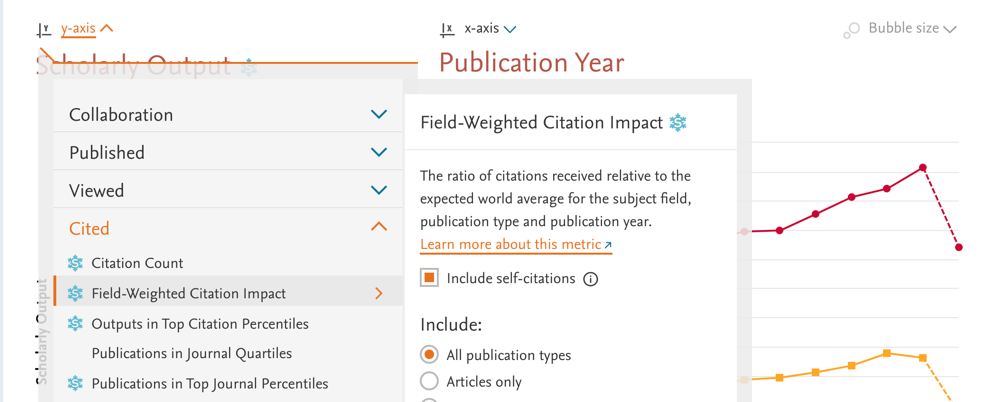 y-axis
x-axis
Bubble size
Scholarly Output
Publication Year
Collaboration
Published
Viewed
Cited
Citation Count
Field-Weighted Citation Impact
Outputs in Top Citation Percentiles
Publications in Journal Quartiles
Publications in Top Journal Percentiles
Scholarly Output
Field-Weighted Citation Impact
The ratio of citations received relative to the
expected world average for the subject field,
publication type and publication year.
Learn more about this metric
Include self-citations
Include:
All publication types
Articles only